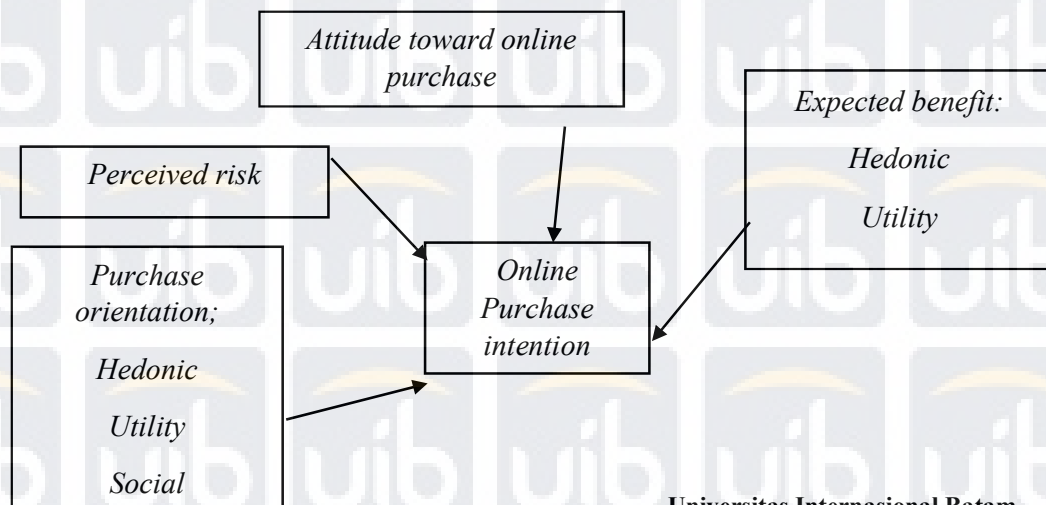 Attitude toward online
purchase
Expected benefit:
Hedonic
Utility
Perceived risk
Purchase
orientation;
Hedonic
Utility
Social
Online
Purchase
intention
Universitas Internasional Batam
uib